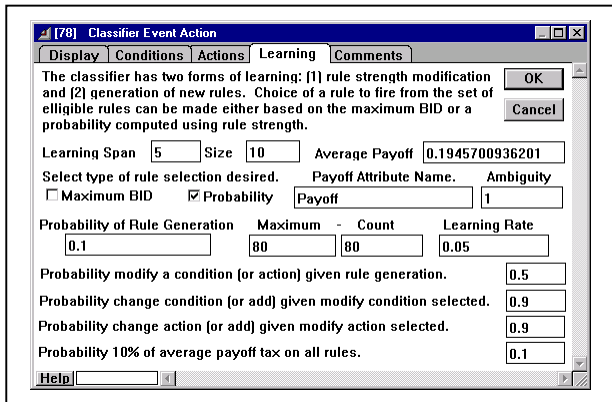 [78] Classifier Event Action
Display Conditions Actions Learning Comments
The classifier has two forms of learning: (1) rule strength modification
and (2) generation of new rules. Choice of a rule to fire from the set of
elligible rules can be made either based on the maximum BID or a
probability computed using rule strength.
OK
Cancel
Learning Span 5 Size 10 Average Payoff 0.1945700936201
Select type of rule selection desired. Payoff Attribute Name. Ambiguity
Maximum BID Probability Payoff 1
Probability of Rule Generation Maximum - Count Learning Rate
0.1 80 80 0.05
Probability modify a condition (or action) given rule generation. 0.5
Probability change condition (or add) given modify condition selected. 0.9
Probability change action (or add) given modify action selected. 0.9
Probability 10% of average payoff tax on all rules. 0.1
Help